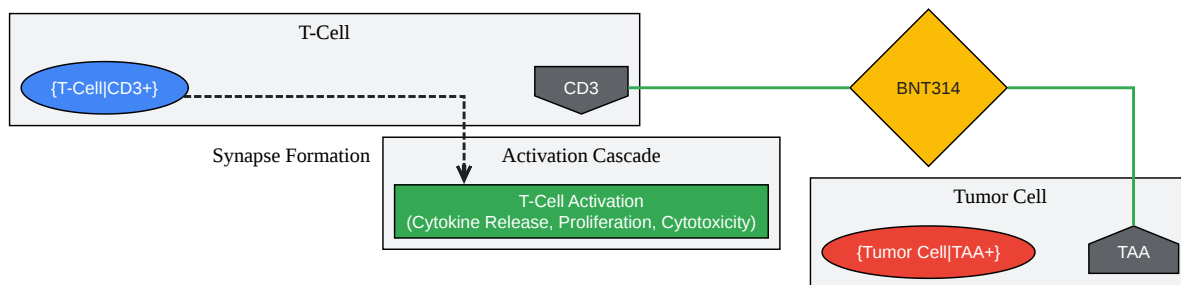 T-Cell
{T-Cell|CD3+}
CD3
BNT314
Synapse Formation
Activation Cascade
T-Cell Activation
(Cytokine Release, Proliferation, Cytotoxicity)
Tumor Cell
{Tumor Cell|TAA+}
TAA